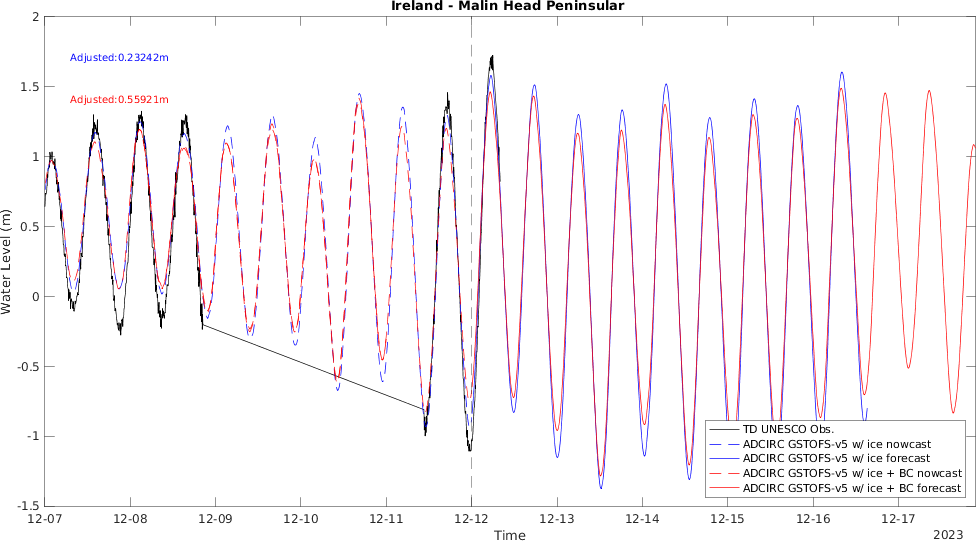 Ireland - Malin Head Peninsular
2
Adjusted:0.23242m
1.5
Adjusted:0.55921m
1
0.5
Water Level (m)
0
-0.5
-1
-1.5
TD UNESCO Obs.
ADCIRC GSTOFS-v5 w/ ice nowcast
ADCIRC GSTOFS-v5 w/ ice forecast
ADCIRC GSTOFS-v5 w/ ice + BC nowcast
ADCIRC GSTOFS-v5 w/ ice + BC forecast
12-07 12-08 12-09 12-10 12-11 12-12 12-13 12-14 12-15 12-16 12-17
Time
2023